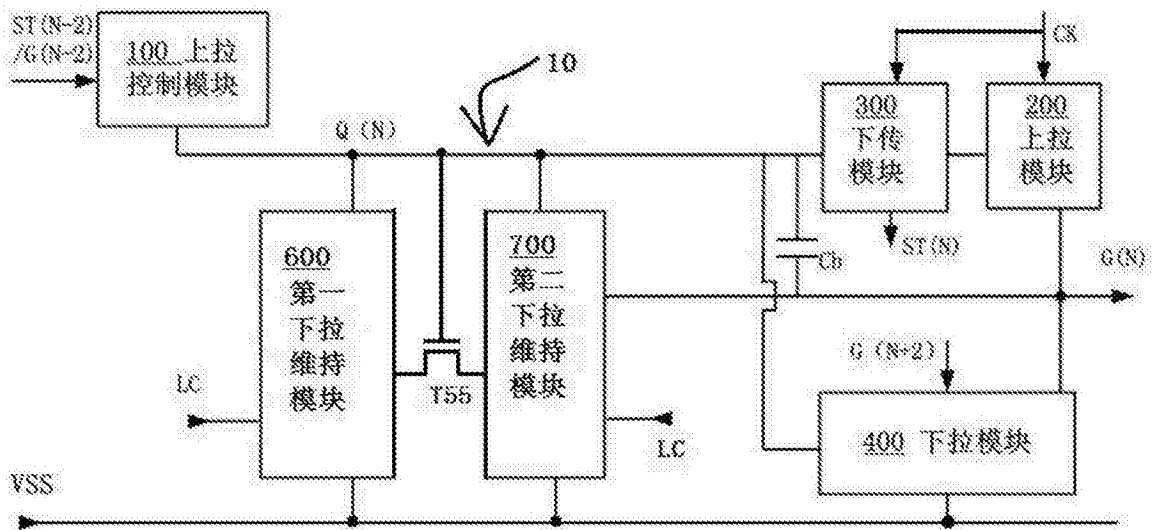 ST(N-2)
/G(N-2)
100 上拉
控制模块
10
CK
Q (N)
300
下传
模块
200
上拉
模块
ST(N)
G(N)
Cb
600
第一
下拉
维持
模块
700
第二
下拉
维持
模块
T55
LC
LC
G (N+2)
400 下拉模块
VSS